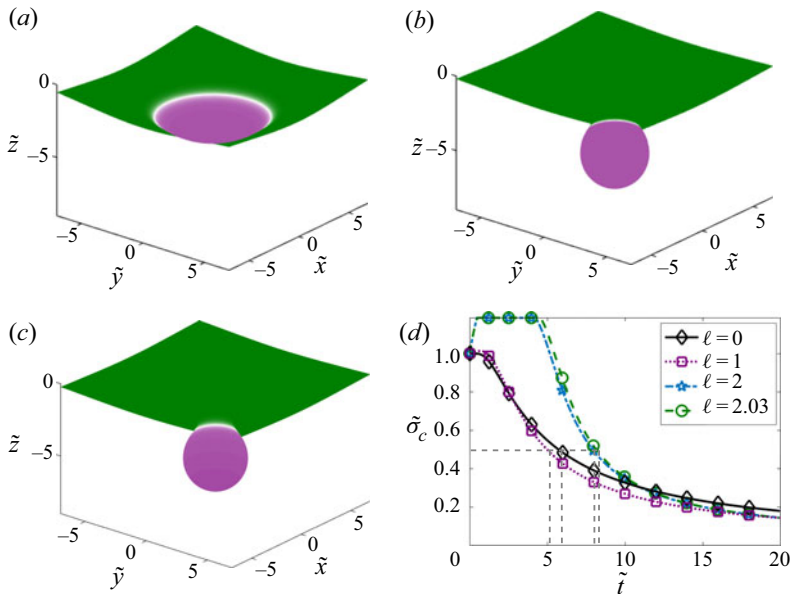 (a)
0
z̃
−5
−5
0
ỹ
5
−5
0
x̃
5
(b)
0
z̃
−5
−5
0
ỹ
5
−5
0
x̃
5
(c)
0
z̃
−5
−5
0
ỹ
5
−5
0
x̃
5
(d)
1.0
0.8
σ̃c
0.6
0.4
0.2
0 5 10 15 20
t̃
ℓ = 0
ℓ = 1
ℓ = 2
ℓ = 2.03